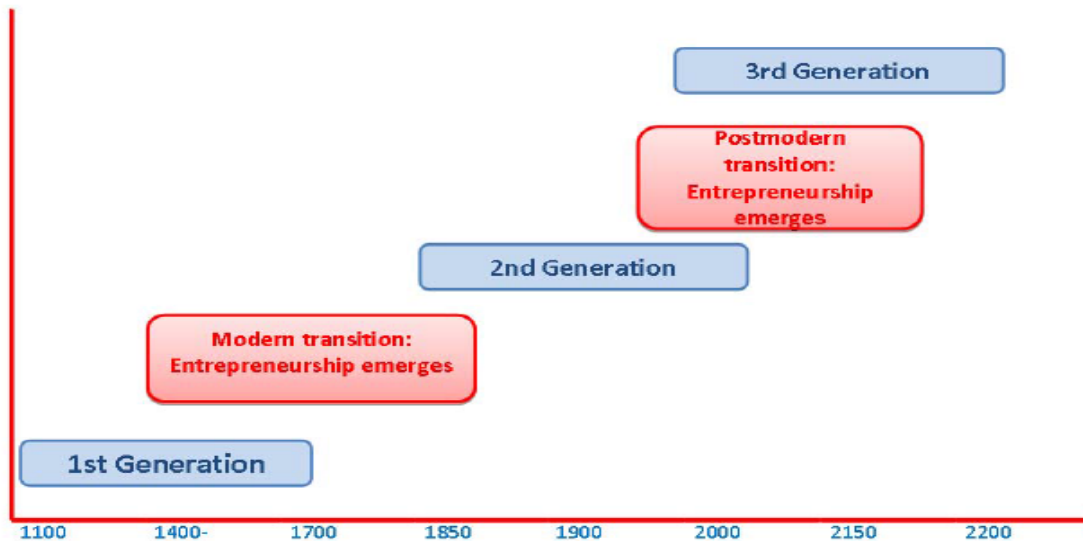 3rd Generation
Postmodern
transition:
Entrepreneurship
emerges
2nd Generation
Modern transition:
Entrepreneurship emerges
1st Generation
1100 1400- 1700 1850 1900 2000 2150 2200